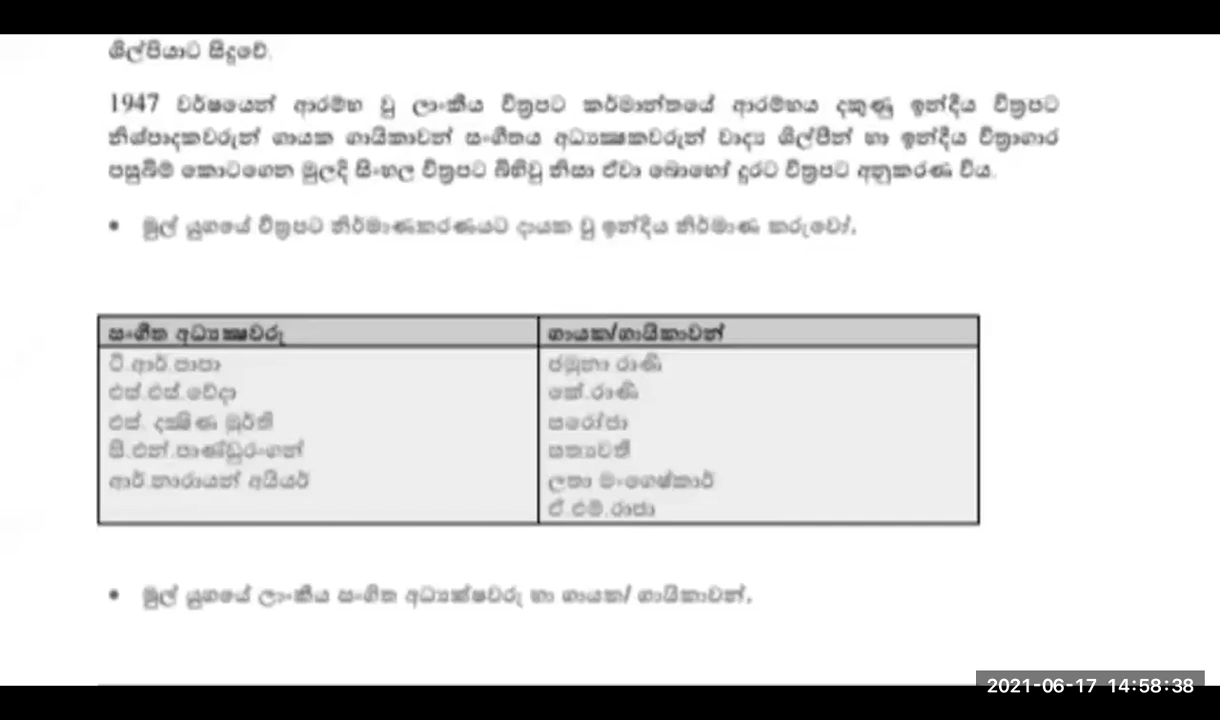 ශිල්පියාට සිදුවේ.
1947 වර්ෂයෙන් ආරම්භ වූ ලාංකීය චිත්‍රපට කර්මාන්තයේ ආරම්භය දකුණු ඉන්දීය චිත්‍රපට
නිශ්පාදකවරුන් ගායක ගායිකාවන් සංගීතය අධ්‍යක්ෂකවරුන් වාද්‍ය ශිල්පීන් හා ඉන්දීය චිත්‍රාගාර
පසුබිම් කොටගෙන මුලදි සිංහල චිත්‍රපට බිහිවු නිසා ඒවා බොහෝ දුරට චිත්‍රපට අනුකරණ විය.
• මුල් යුගයේ චිත්‍රපට නිර්මාණකරණයට දායක වූ ඉන්දීය නිර්මාණ කරුවෝ.
සංගීත අධ්‍යක්ෂවරු
ගායක/ගායිකාවන්
ටී.ආර්.පාපා
ජමුනා රාණි
එස්.එස්.වේදා
කේ.රාණි
එස්. දක්ෂිණ මූර්ති
සරෝජා
සී.එන්.පාණ්ඩුරංගන්
සත්‍යවතී
ආර්.නාරායන් අයියර්
ලතා මංගෙෂ්කාර්
ඒ.එම්.රාජා
• මුල් යුගයේ ලාංකීය සංගීත අධ්‍යක්ෂවරු හා ගායක/ ගායිකාවන්.
2021-06-17 14:58:38